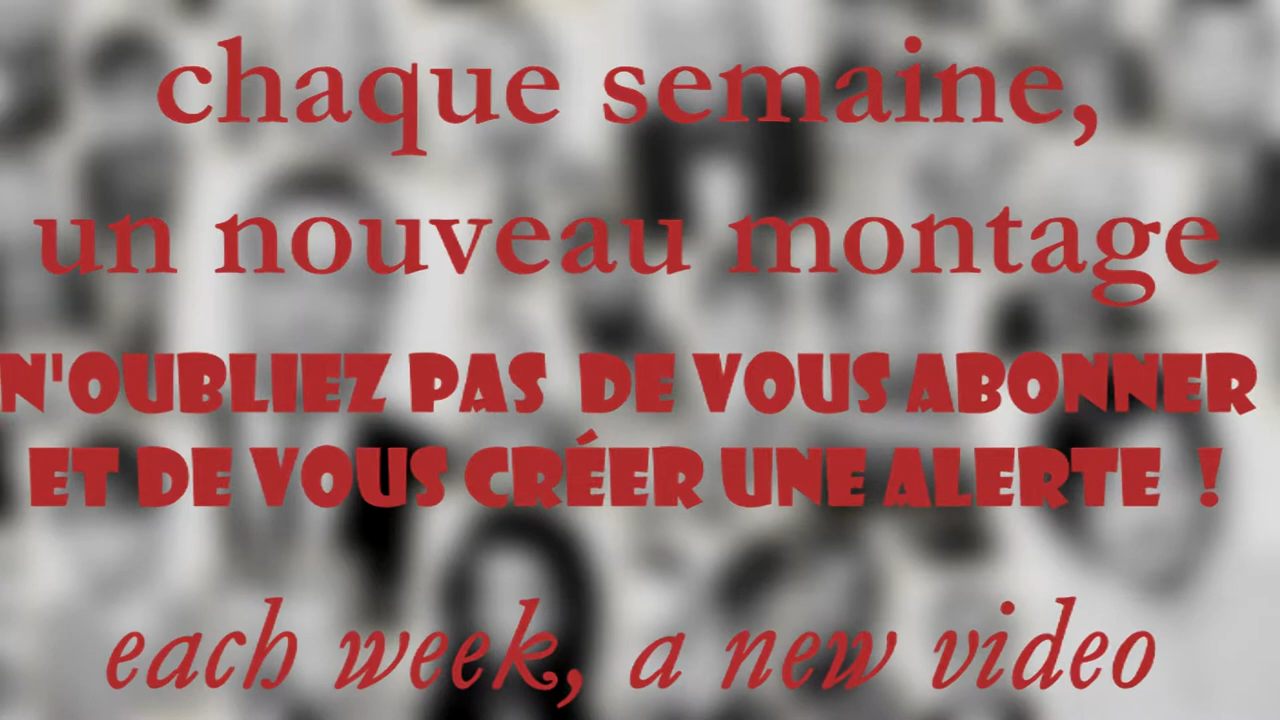 chaque semaine,
un nouveau montage
N'OUBLIEZ PAS DE VOUS ABONNER
ET DE VOUS CRÉER UNE ALERTE !
each week, a new video